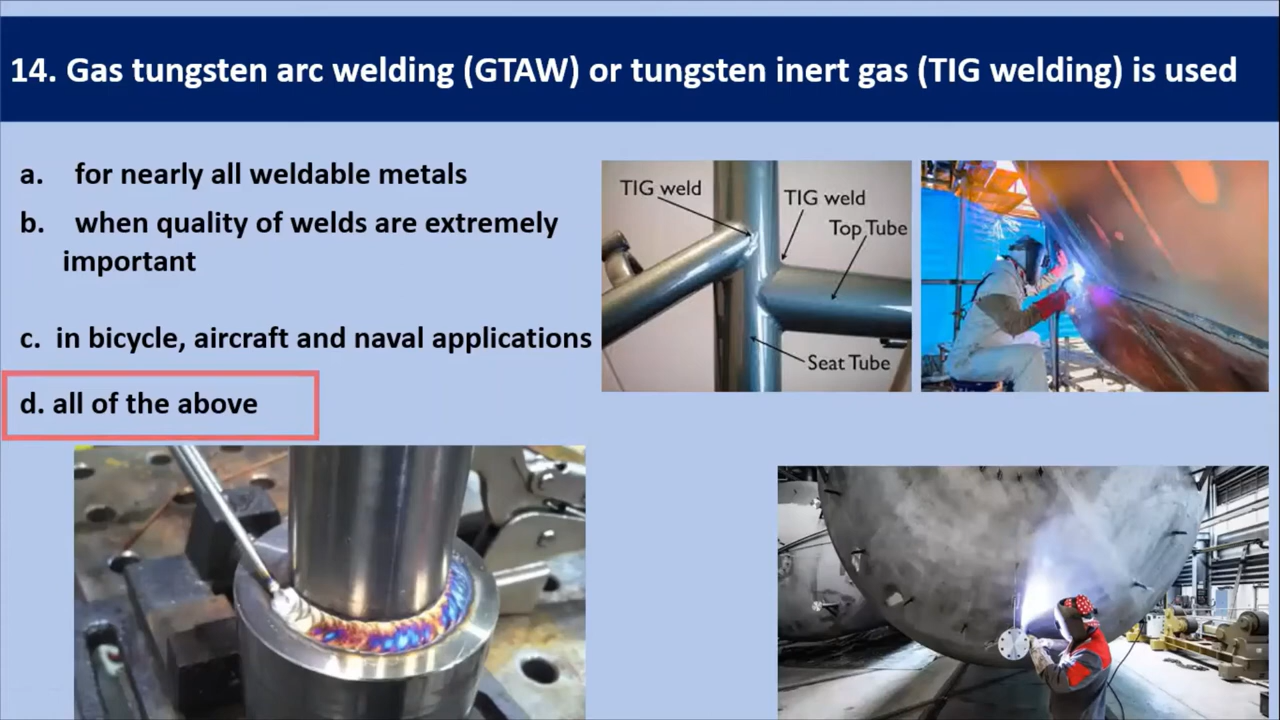 14. Gas tungsten arc welding (GTAW) or tungsten inert gas (TIG welding) is used
a. for nearly all weldable metals
b. when quality of welds are extremely
important
c. in bicycle, aircraft and naval applications
d. all of the above
TIG weld
TIG weld
Top Tube
Seat Tube